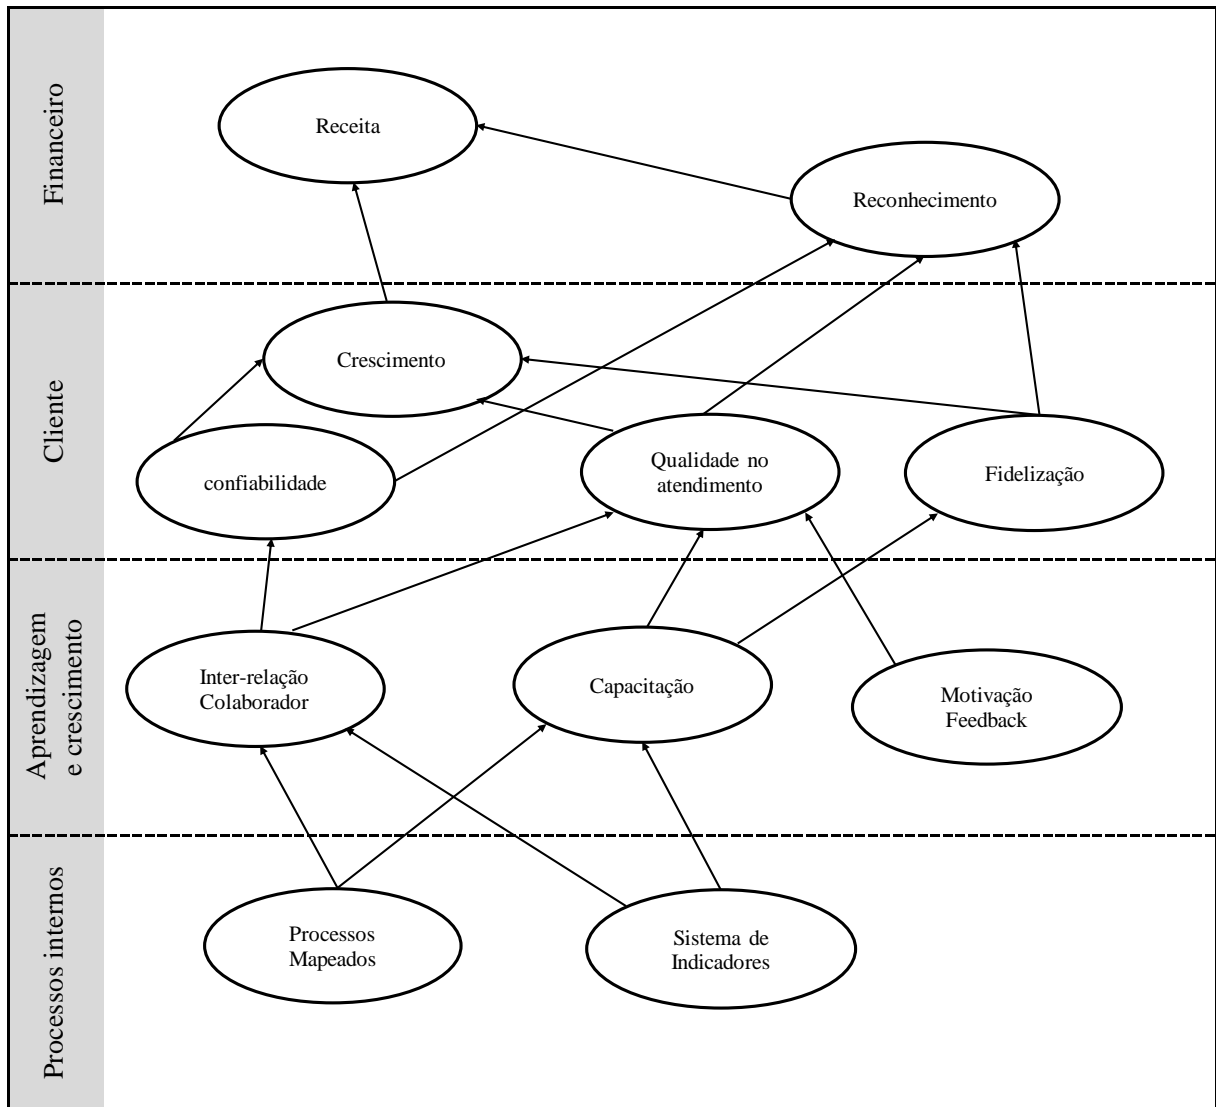 Financeiro
Receita
Reconhecimento
Cliente
Crescimento
confiabilidade
Qualidade no
atendimento
Fidelização
Aprendizagem
e crescimento
Inter-relação
Colaborador
Capacitação
Motivação
Feedback
Processos internos
Processos
Mapeados
Sistema de
Indicadores